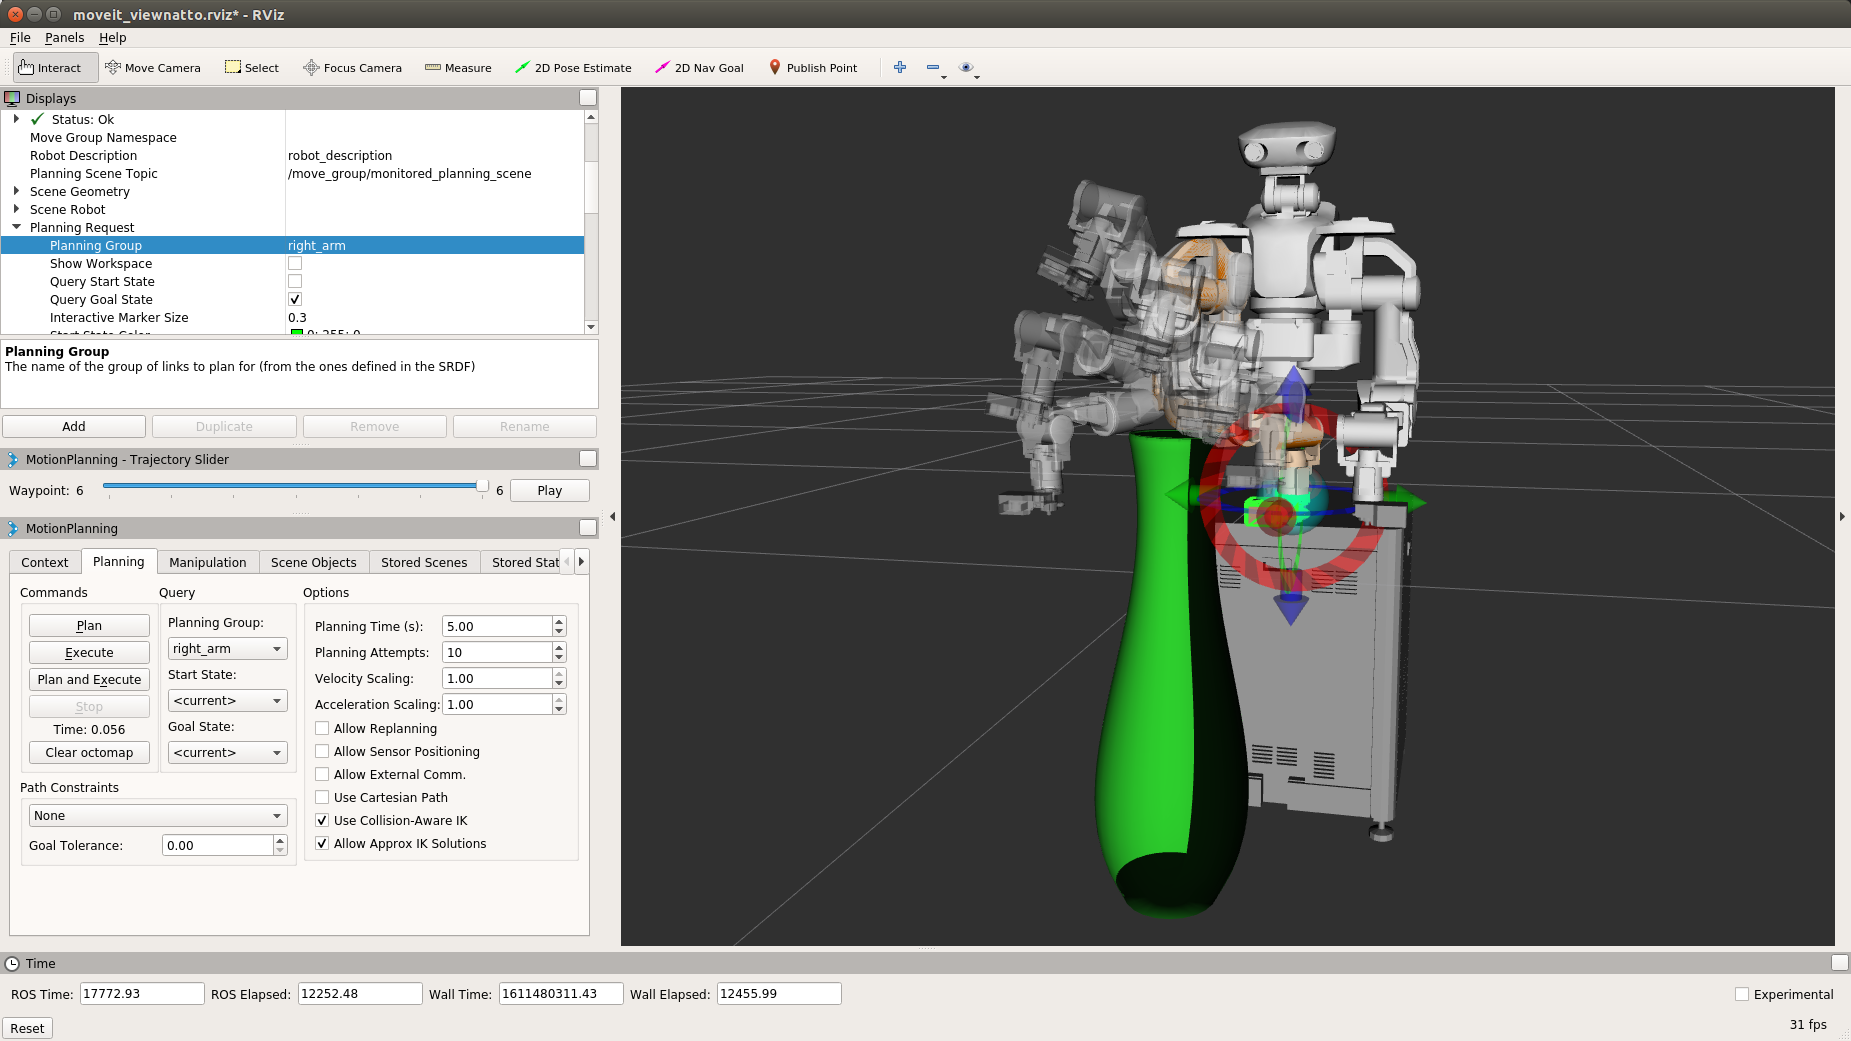 moveit_viewnatto.rviz* - RViz
File Panels Help
Interact Move Camera Select Focus Camera Measure 2D Pose Estimate 2D Nav Goal Publish Point
Displays
Status: Ok
Move Group Namespace
Robot Description robot_description
Planning Scene Topic /move_group/monitored_planning_scene
Scene Geometry
Scene Robot
Planning Request
Planning Group right_arm
Show Workspace
Query Start State
Query Goal State
Interactive Marker Size 0.3
Start State Color 0; 255; 0
Planning Group
The name of the group of links to plan for (from the ones defined in the SRDF)
Add Duplicate Remove Rename
MotionPlanning - Trajectory Slider
Waypoint: 6 6 Play
MotionPlanning
Context Planning Manipulation Scene Objects Stored Scenes Stored Stat
Commands
Plan
Execute
Plan and Execute
Stop
Time: 0.056
Clear octomap
Query
Planning Group:
right_arm
Start State:
<current>
Goal State:
<current>
Path Constraints
None
Goal Tolerance: 0.00
Options
Planning Time (s): 5.00
Planning Attempts: 10
Velocity Scaling: 1.00
Acceleration Scaling: 1.00
Allow Replanning
Allow Sensor Positioning
Allow External Comm.
Use Cartesian Path
Use Collision-Aware IK
Allow Approx IK Solutions
Time
ROS Time: 17772.93 ROS Elapsed: 12252.48 Wall Time: 1611480311.43 Wall Elapsed: 12455.99 Experimental
Reset 31 fps